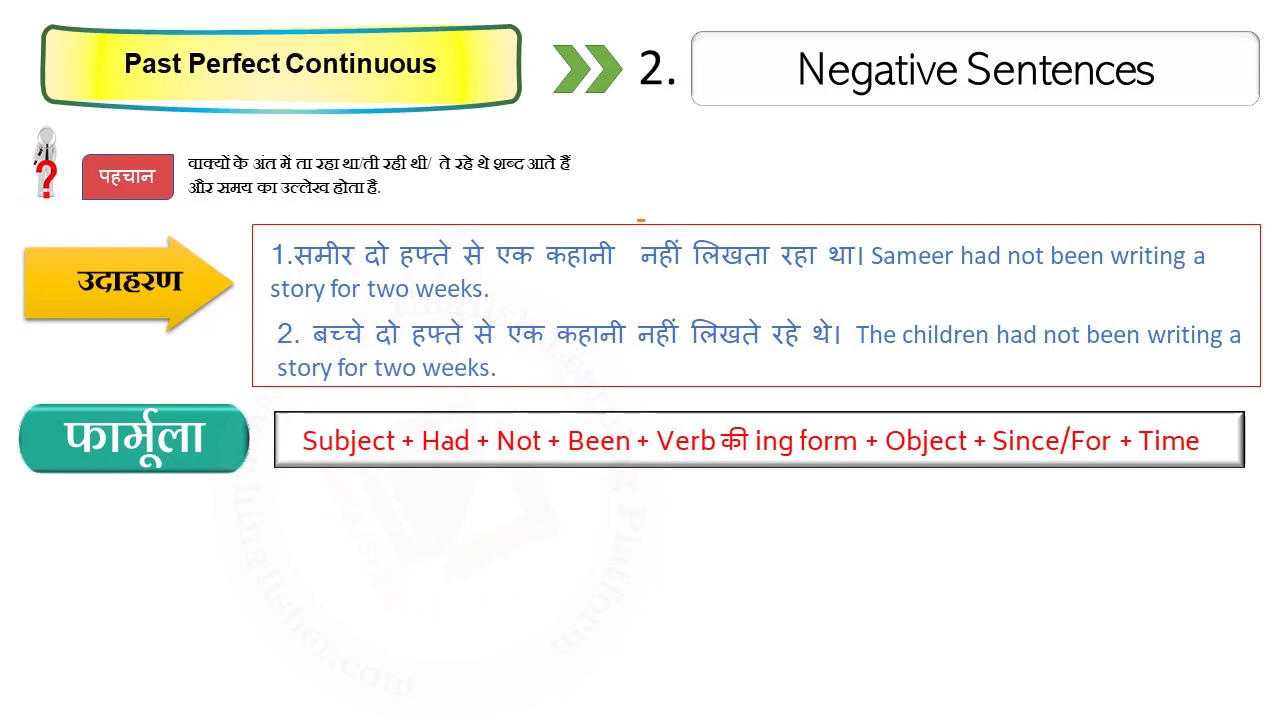 Past Perfect Continuous
2.
Negative Sentences
?
पहचान
वाक्यों के अंत में ता रहा था/ती रही थी/ ते रहे थे शब्द आते हैं
और समय का उल्लेख होता है.
उदाहरण
1.समीर दो हफ्ते से एक कहानी नहीं लिखता रहा था। Sameer had not been writing a
story for two weeks.
2. बच्चे दो हफ्ते से एक कहानी नहीं लिखते रहे थे। The children had not been writing a
story for two weeks.
फार्मूला
Subject + Had + Not + Been + Verb की ing form + Object + Since/For + Time